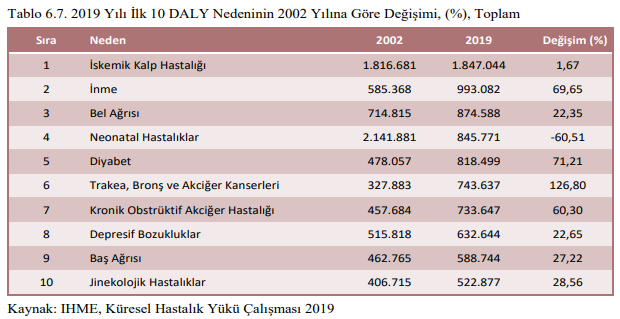 Tablo 6.7. 2019 Yılı İlk 10 DALY Nedeninin 2002 Yılına Göre Değişimi, (%), Toplam
Sıra Neden 2002 2019 Değişim (%)
1 İskemik Kalp Hastalığı 1.816.681 1.847.044 1,67
2 İnme 585.368 993.082 69,65
3 Bel Ağrısı 714.815 874.588 22,35
4 Neonatal Hastalıklar 2.141.881 845.771 -60,51
5 Diyabet 478.057 818.499 71,21
6 Trakea, Bronş ve Akciğer Kanserleri 327.883 743.637 126,80
7 Kronik Obstrüktif Akciğer Hastalığı 457.684 733.647 60,30
8 Depresif Bozukluklar 515.818 632.644 22,65
9 Baş Ağrısı 462.765 588.744 27,22
10 Jinekolojik Hastalıklar 406.715 522.877 28,56
Kaynak: IHME, Küresel Hastalık Yükü Çalışması 2019